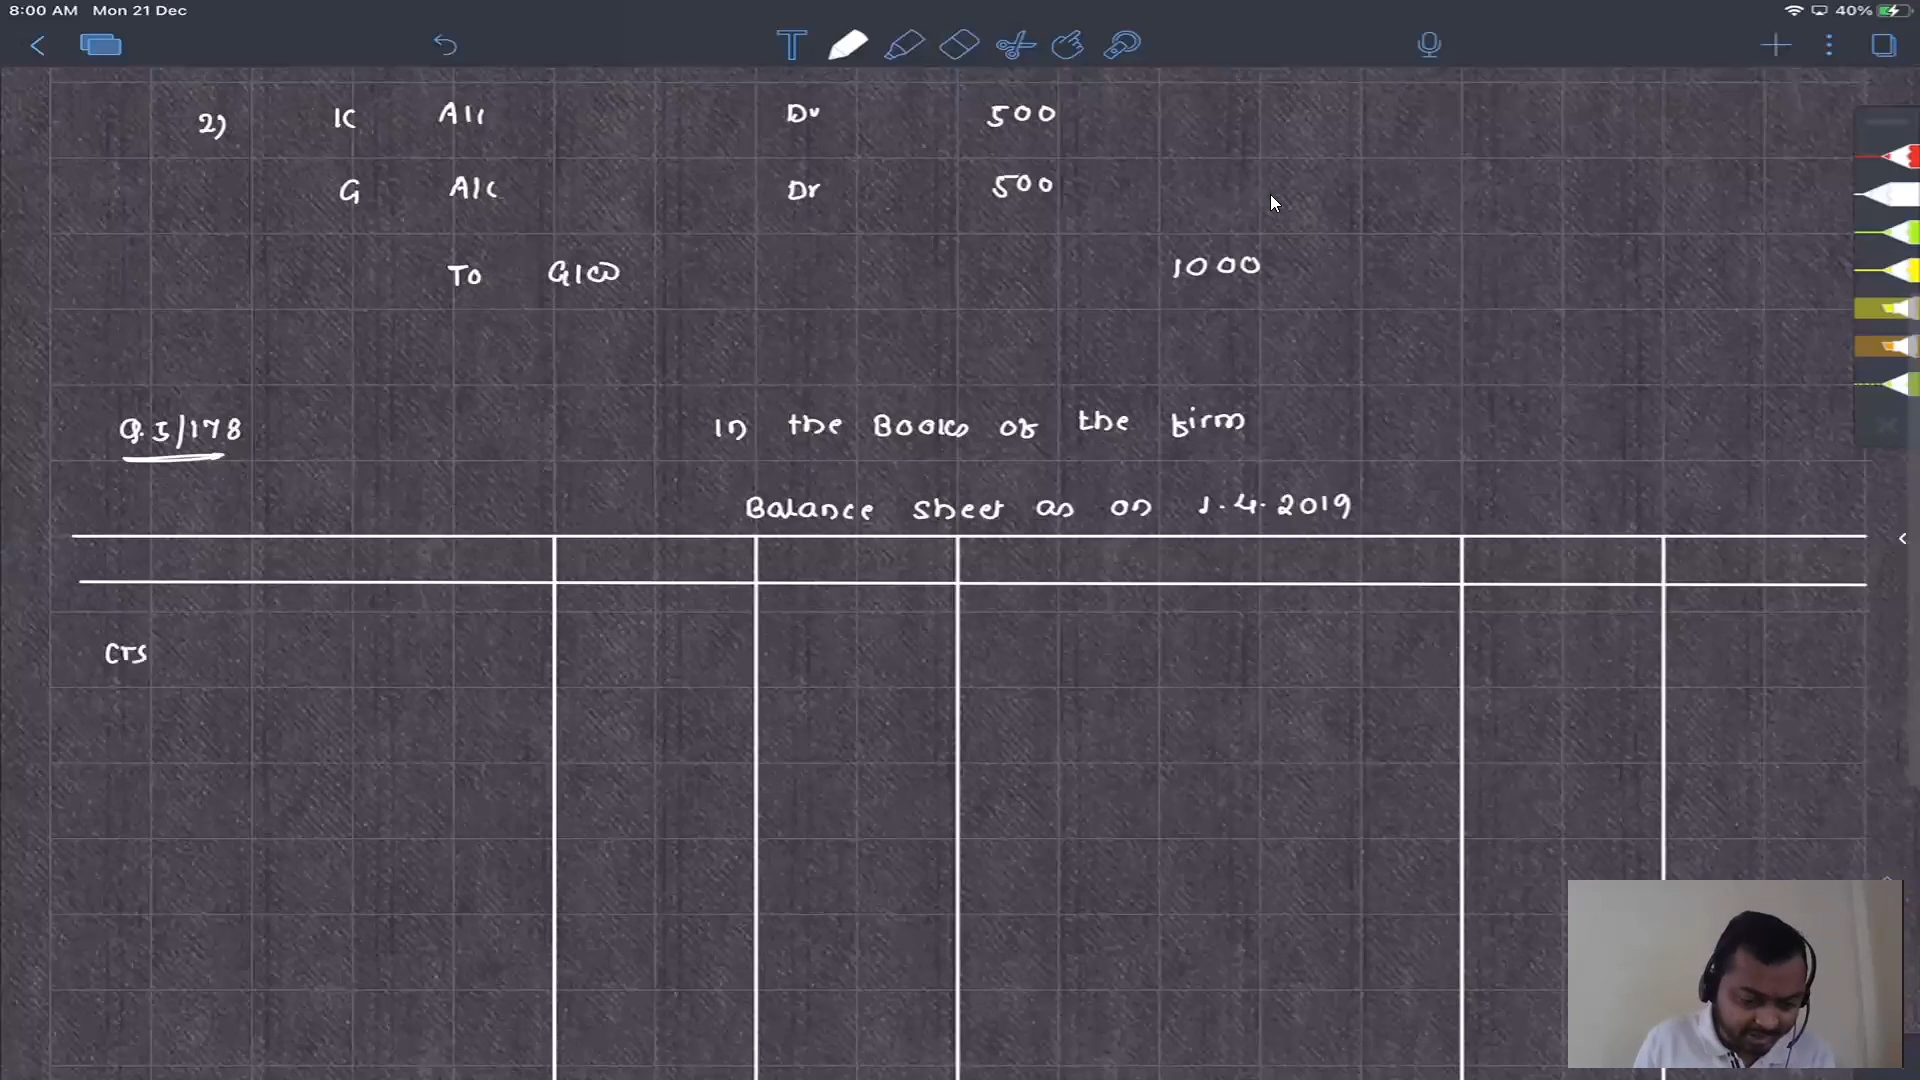 8:00 AM Mon 21 Dec
40%
T
2) K A/c Dr 500
G A/c Dr 500
To G/W 1000
Q.5/178 In the Books of the firm
Balance sheet as on 1.4.2019
CTS